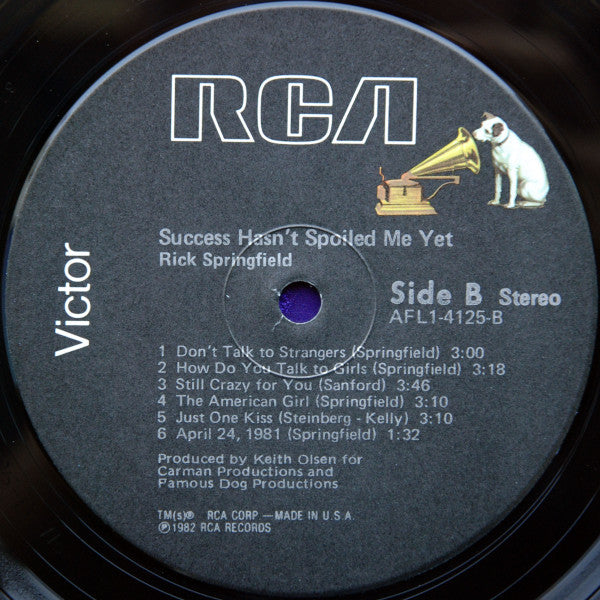 RCA
Victor
Success Hasn't Spoiled Me Yet
Rick Springfield
Side B Stereo
AFL1-4125-B
1 Don't Talk to Strangers (Springfield) 3:00
2 How Do You Talk to Girls (Springfield) 3:18
3 Still Crazy for You (Sanford) 3:46
4 The American Girl (Springfield) 3:10
5 Just One Kiss (Steinberg - Kelly) 3:10
6 April 24, 1981 (Springfield) 1:32
Produced by Keith Olsen for
Carman Productions and
Famous Dog Productions
TM(s)® RCA CORP —MADE IN U.S.A.
℗1982 RCA RECORDS